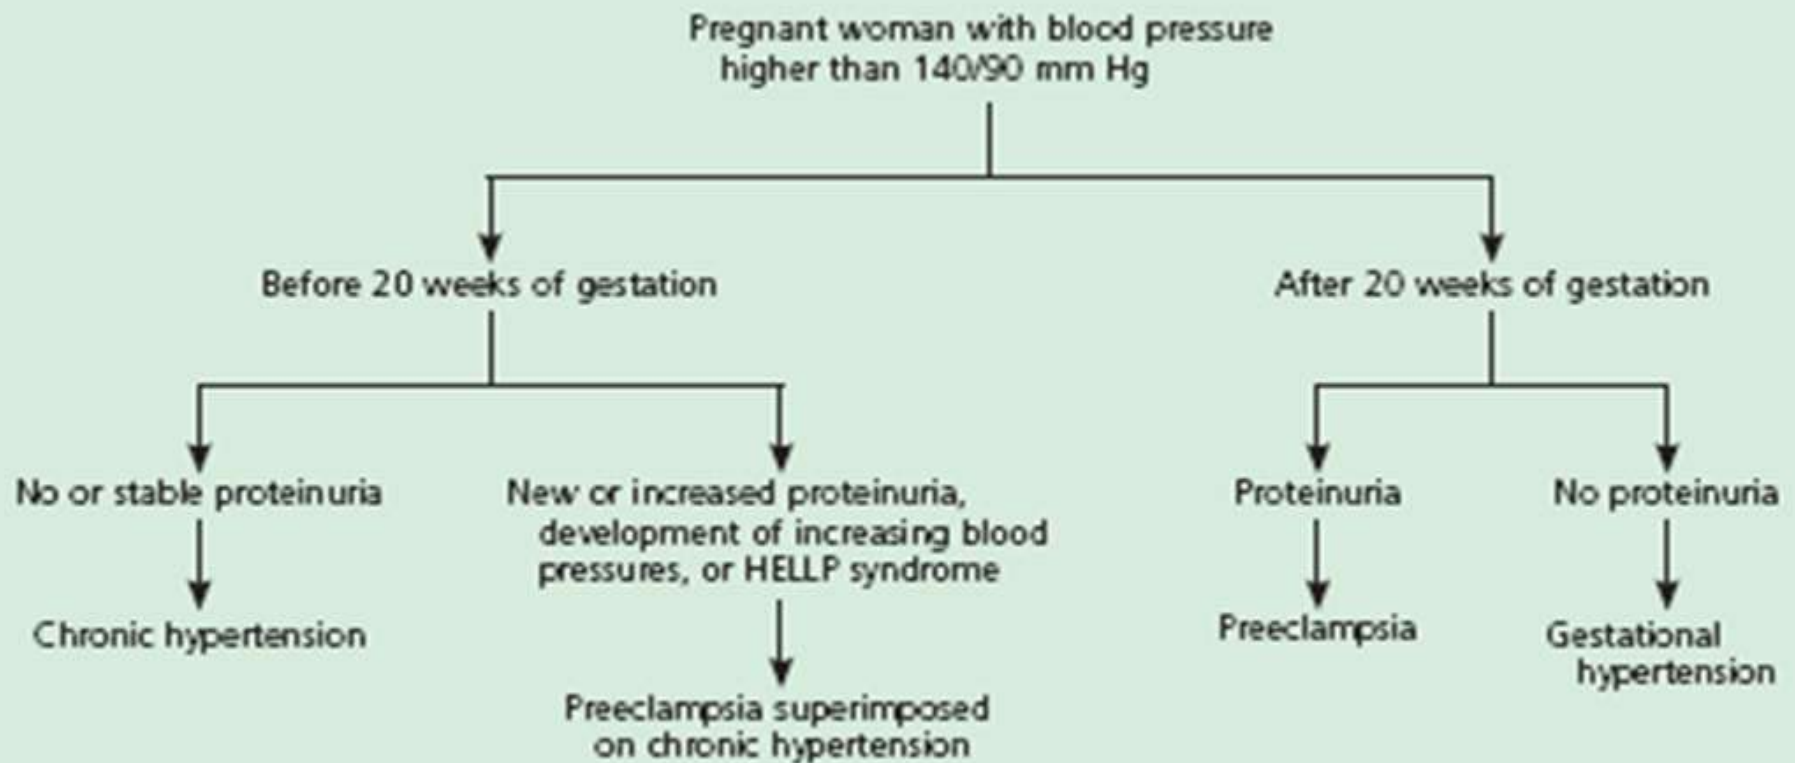 Pregnant woman with blood pressure
higher than 140/90 mm Hg
Before 20 weeks of gestation
After 20 weeks of gestation
No or stable proteinuria
New or increased proteinuria,
development of increasing blood
pressures, or HELLP syndrome
Proteinuria
No proteinuria
Chronic hypertension
Preeclampsia superimposed
on chronic hypertension
Preeclampsia
Gestational
hypertension